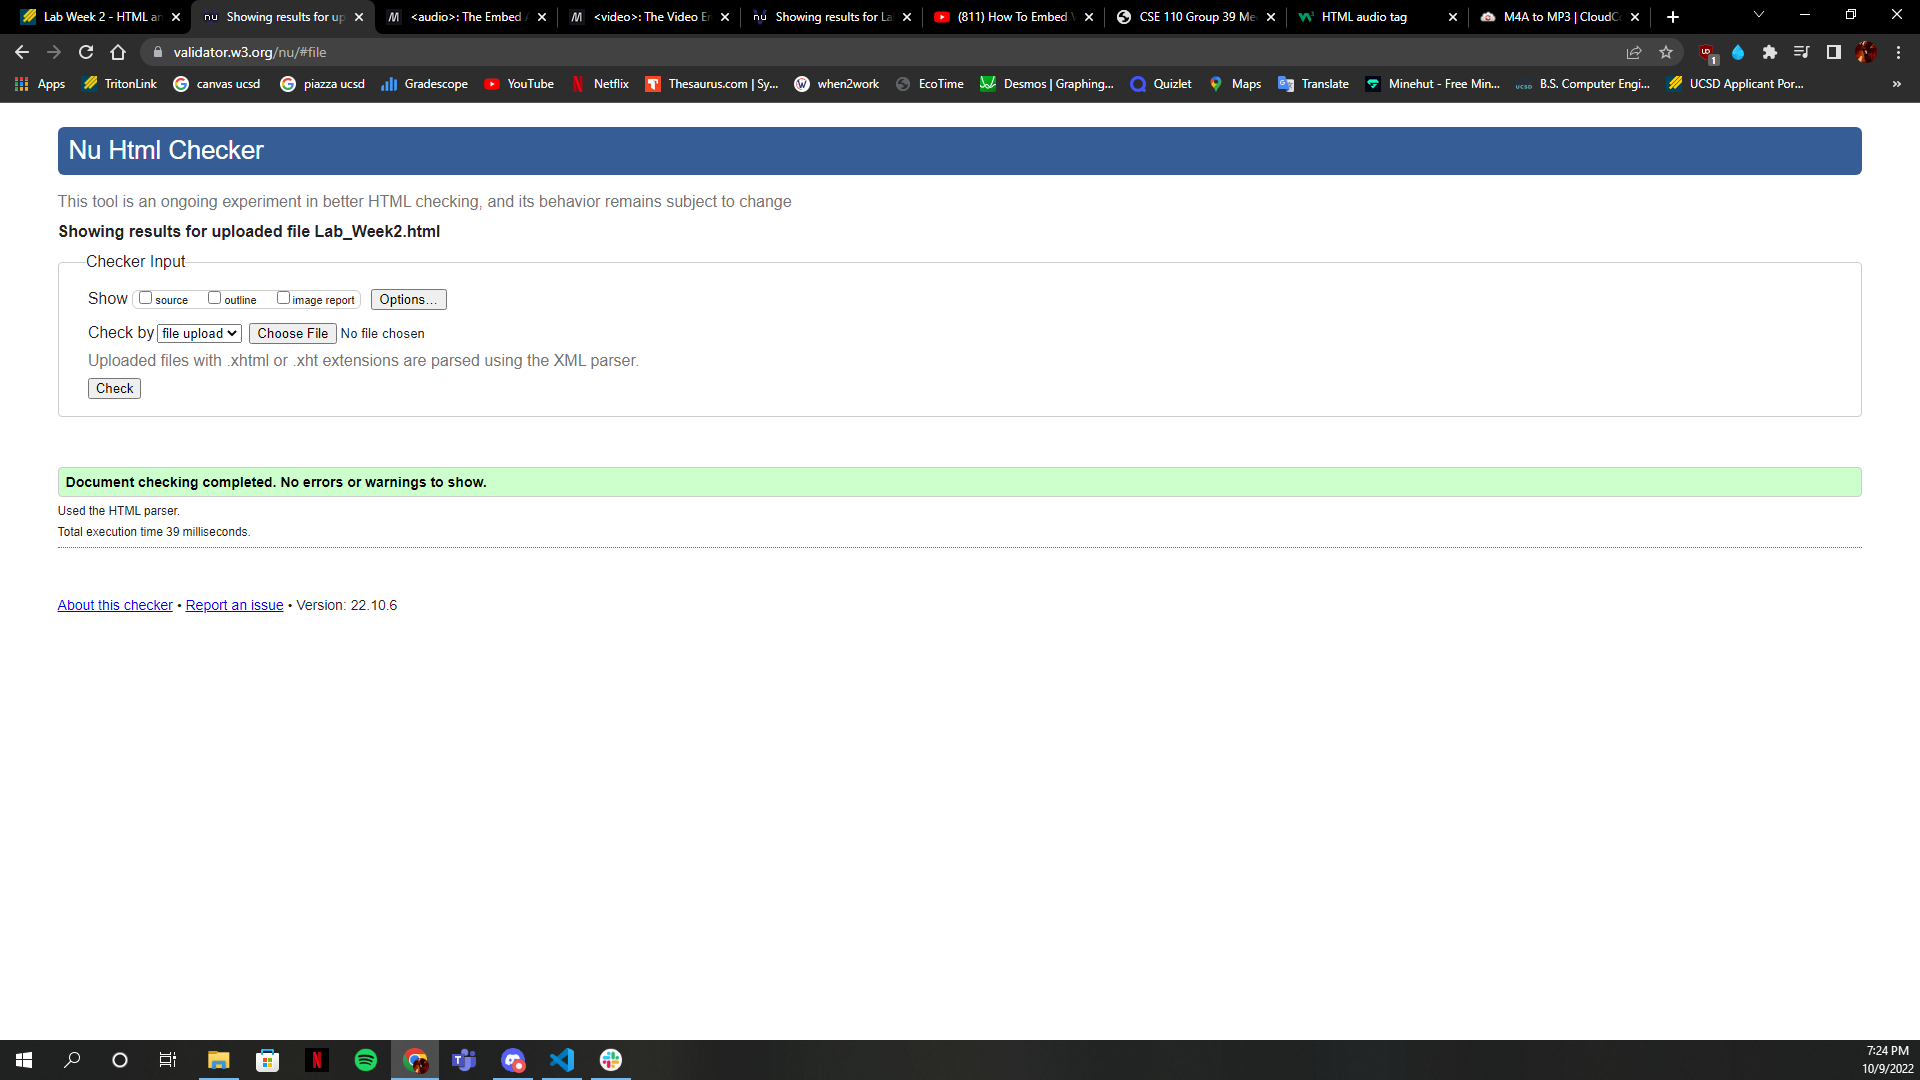 Lab Week 2 - HTML an
Showing results for up
<audio>: The Embed A
<video>: The Video Em
Showing results for La
(811) How To Embed V
CSE 110 Group 39 Me
HTML audio tag
M4A to MP3 | CloudCo
validator.w3.org/nu/#file
Apps
TritonLink
canvas ucsd
piazza ucsd
Gradescope
YouTube
Netflix
Thesaurus.com | Sy...
when2work
EcoTime
Desmos | Graphing...
Quizlet
Maps
Translate
Minehut - Free Min...
B.S. Computer Engi...
UCSD Applicant Por...
»
Nu Html Checker
This tool is an ongoing experiment in better HTML checking, and its behavior remains subject to change
Showing results for uploaded file Lab_Week2.html
Checker Input
Show source outline image report Options...
Check by file upload Choose File No file chosen
Uploaded files with .xhtml or .xht extensions are parsed using the XML parser.
Check
Document checking completed. No errors or warnings to show.
Used the HTML parser.
Total execution time 39 milliseconds.
About this checker • Report an issue • Version: 22.10.6
7:24 PM
10/9/2022